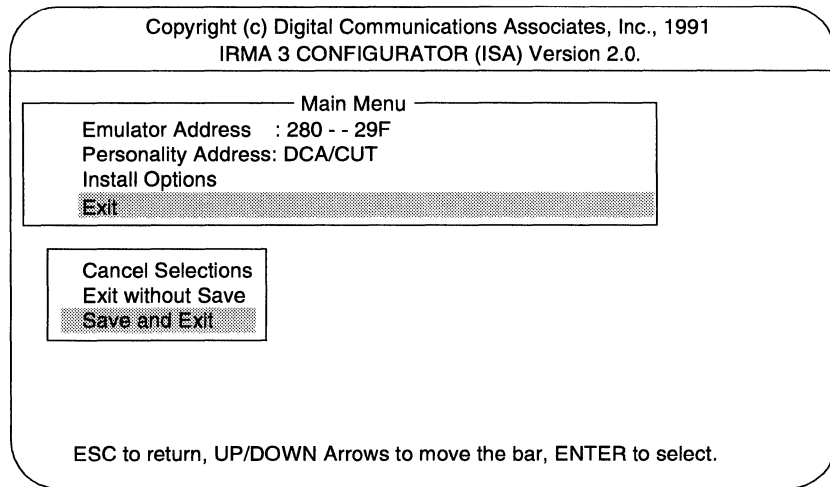 Copyright (c) Digital Communications Associates, Inc., 1991
IRMA 3 CONFIGURATOR (ISA) Version 2.0.
Main Menu
Emulator Address : 280 - - 29F
Personality Address: DCA/CUT
Install Options
Exit
Cancel Selections
Exit without Save
Save and Exit
ESC to return, UP/DOWN Arrows to move the bar, ENTER to select.